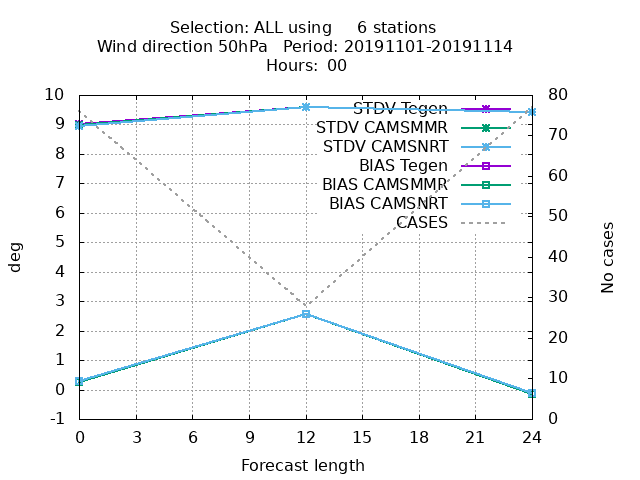 Selection: ALL using 6 stations
Wind direction 50hPa Period: 20191101-20191114
Hours: 00
10
9
8
7
6
5
4
3
2
1
0
-1
deg
80
70
60
50
40
30
20
10
0
No cases
STDV Tegen
STDV CAMSMMR
STDV CAMSNRT
BIAS Tegen
BIAS CAMSMMR
BIAS CAMSNRT
CASES
0 3 6 9 12 15 18 21 24
Forecast length